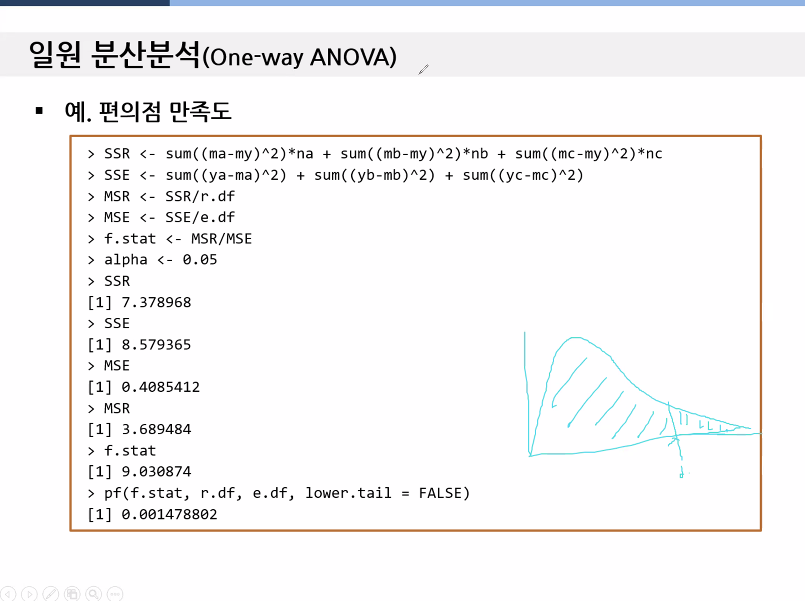 일원 분산분석(One-way ANOVA)
▪ 예. 편의점 만족도
> SSR <- sum((ma-my)^2)*na + sum((mb-my)^2)*nb + sum((mc-my)^2)*nc
> SSE <- sum((ya-ma)^2) + sum((yb-mb)^2) + sum((yc-mc)^2)
> MSR <- SSR/r.df
> MSE <- SSE/e.df
> f.stat <- MSR/MSE
> alpha <- 0.05
> SSR
[1] 7.378968
> SSE
[1] 8.579365
> MSE
[1] 0.4085412
> MSR
[1] 3.689484
> f.stat
[1] 9.030874
> pf(f.stat, r.df, e.df, lower.tail = FALSE)
[1] 0.001478802